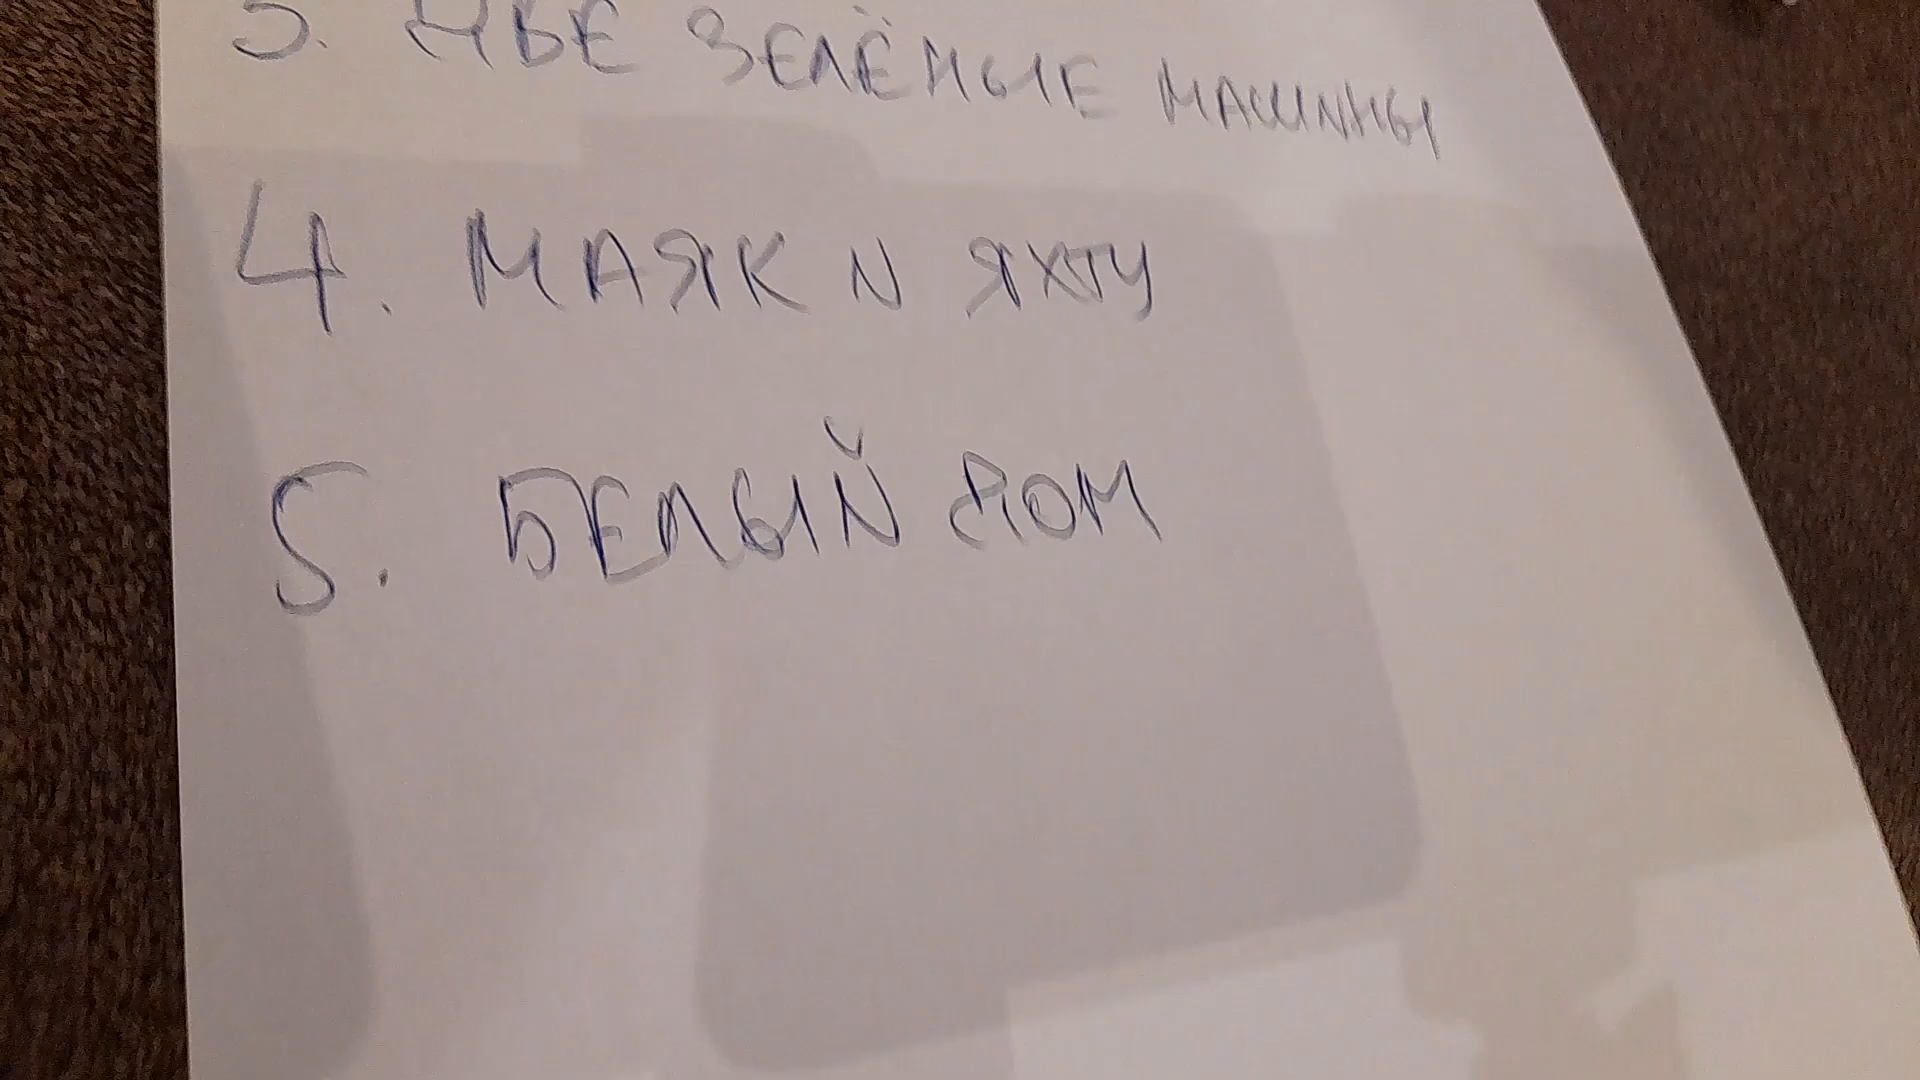 3. ДВЕ ЗЕЛЁНЫЕ МАШИНЫ
4. МАЯК И ЯХТУ
5. БЕЛЫЙ ДОМ